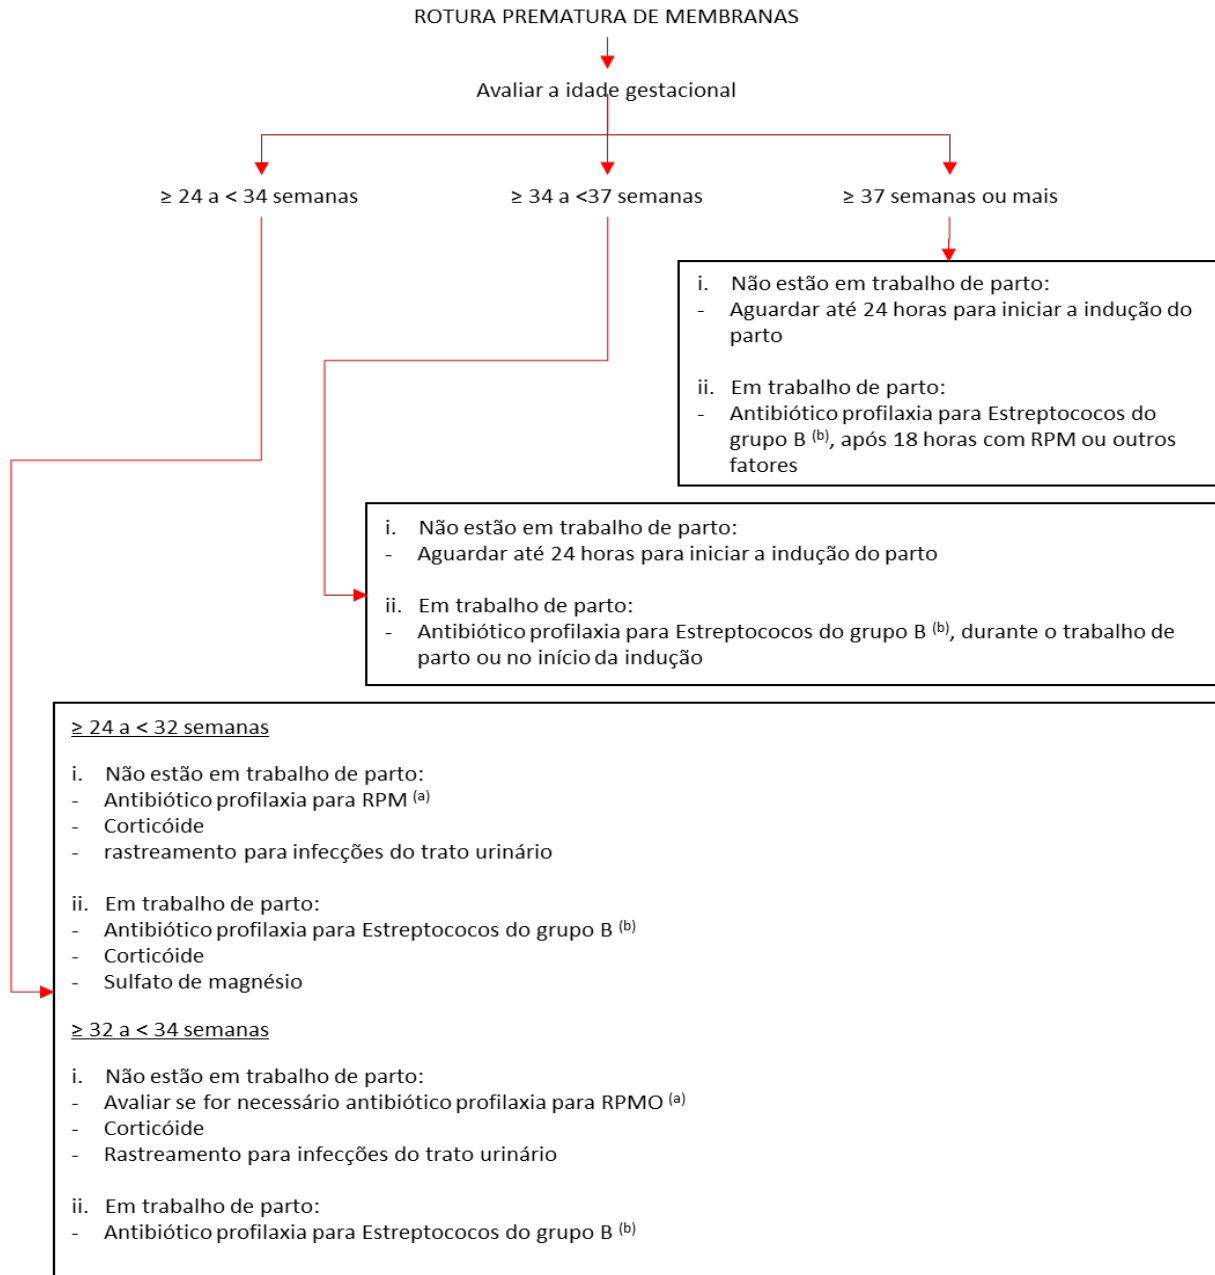 ROTURA PREMATURA DE MEMBRANAS
Avaliar a idade gestacional
≥ 24 a < 34 semanas
≥ 34 a <37 semanas
≥ 37 semanas ou mais
i. Não estão em trabalho de parto:
- Aguardar até 24 horas para iniciar a indução do
parto
ii. Em trabalho de parto:
- Antibiótico profilaxia para Estreptococos do
grupo B (b), após 18 horas com RPM ou outros
fatores
i. Não estão em trabalho de parto:
- Aguardar até 24 horas para iniciar a indução do parto
ii. Em trabalho de parto:
- Antibiótico profilaxia para Estreptococos do grupo B (b), durante o trabalho de
parto ou no início da indução
≥ 24 a < 32 semanas
i. Não estão em trabalho de parto:
- Antibiótico profilaxia para RPM (a)
- Corticóide
- rastreamento para infecções do trato urinário
ii. Em trabalho de parto:
- Antibiótico profilaxia para Estreptococos do grupo B (b)
- Corticóide
- Sulfato de magnésio
≥ 32 a < 34 semanas
i. Não estão em trabalho de parto:
- Avaliar se for necessário antibiótico profilaxia para RPMO (a)
- Corticóide
- Rastreamento para infecções do trato urinário
ii. Em trabalho de parto:
- Antibiótico profilaxia para Estreptococos do grupo B (b)